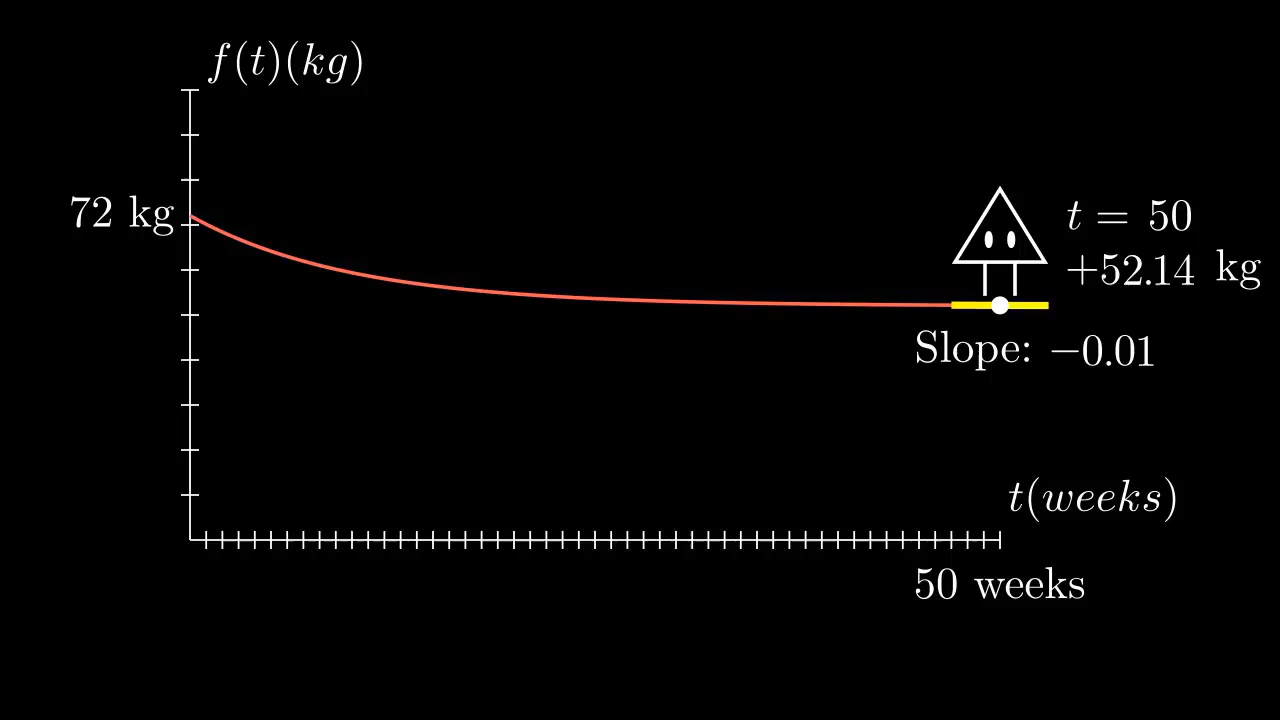 f(t)(kg)
72 kg
t = 50
+52.14 kg
Slope: −0.01
t(weeks)
50 weeks